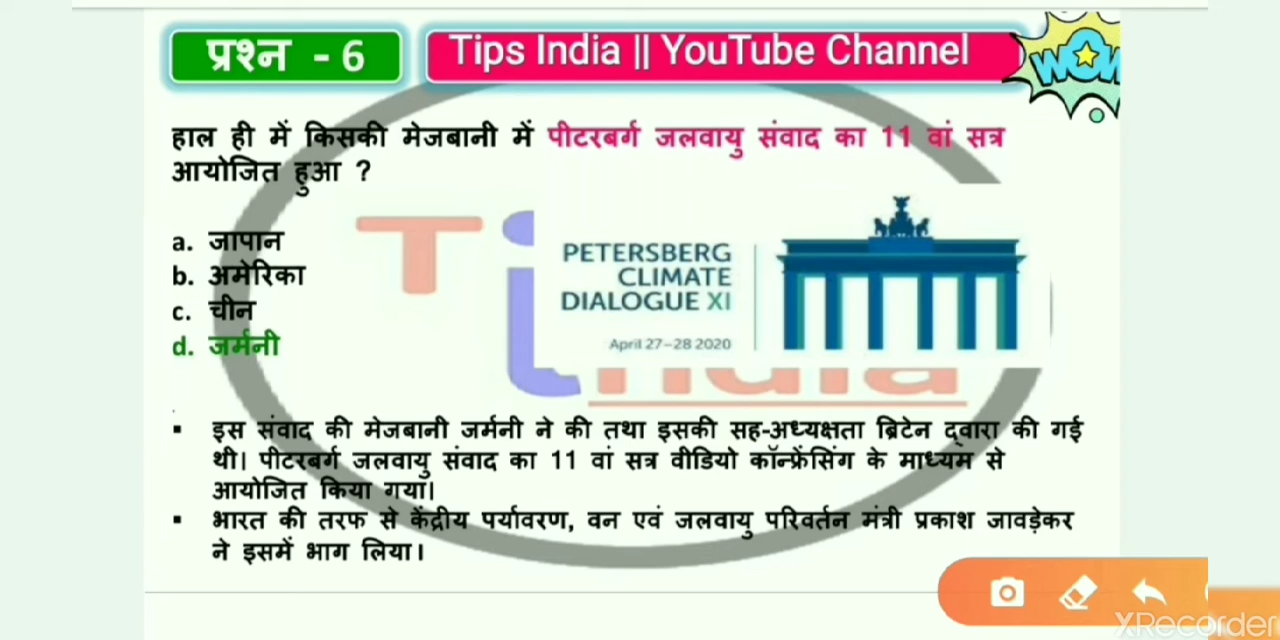 प्रश्न - 6
Tips India || YouTube Channel
WOW
हाल ही में किसकी मेजबानी में पीटरबर्ग जलवायु संवाद का 11 वां सत्र
आयोजित हुआ ?
a. जापान
b. अमेरिका
c. चीन
d. जर्मनी
PETERSBERG
CLIMATE
DIALOGUE XI
April 27–28 2020
Ti
ndia
▪ इस संवाद की मेजबानी जर्मनी ने की तथा इसकी सह-अध्यक्षता ब्रिटेन द्वारा की गई
थी। पीटरबर्ग जलवायु संवाद का 11 वां सत्र वीडियो कॉन्फ्रेंसिंग के माध्यम से
आयोजित किया गया।
▪ भारत की तरफ से केंद्रीय पर्यावरण, वन एवं जलवायु परिवर्तन मंत्री प्रकाश जावड़ेकर
ने इसमें भाग लिया।
XRecorder